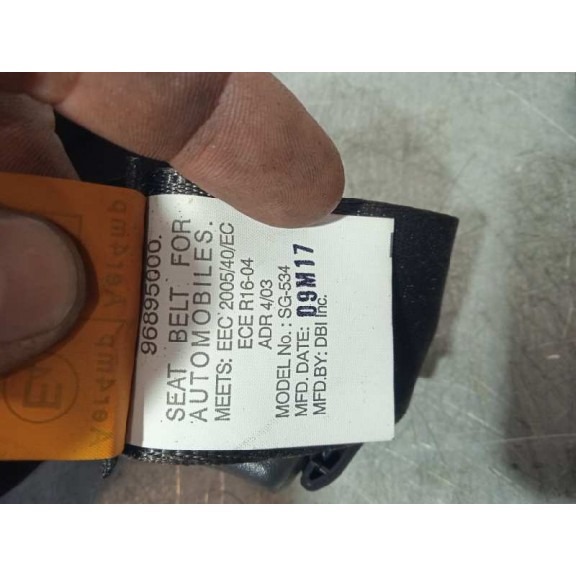 96895000.
SEAT BELT FOR
AUTOMOBILES.
MEETS: EEC 2005/40/EC
ECE R16-04
ADR 4/03
MODEL No.: SG-534
MFD. DATE: 09M17
MFD.BY: DBI Inc.